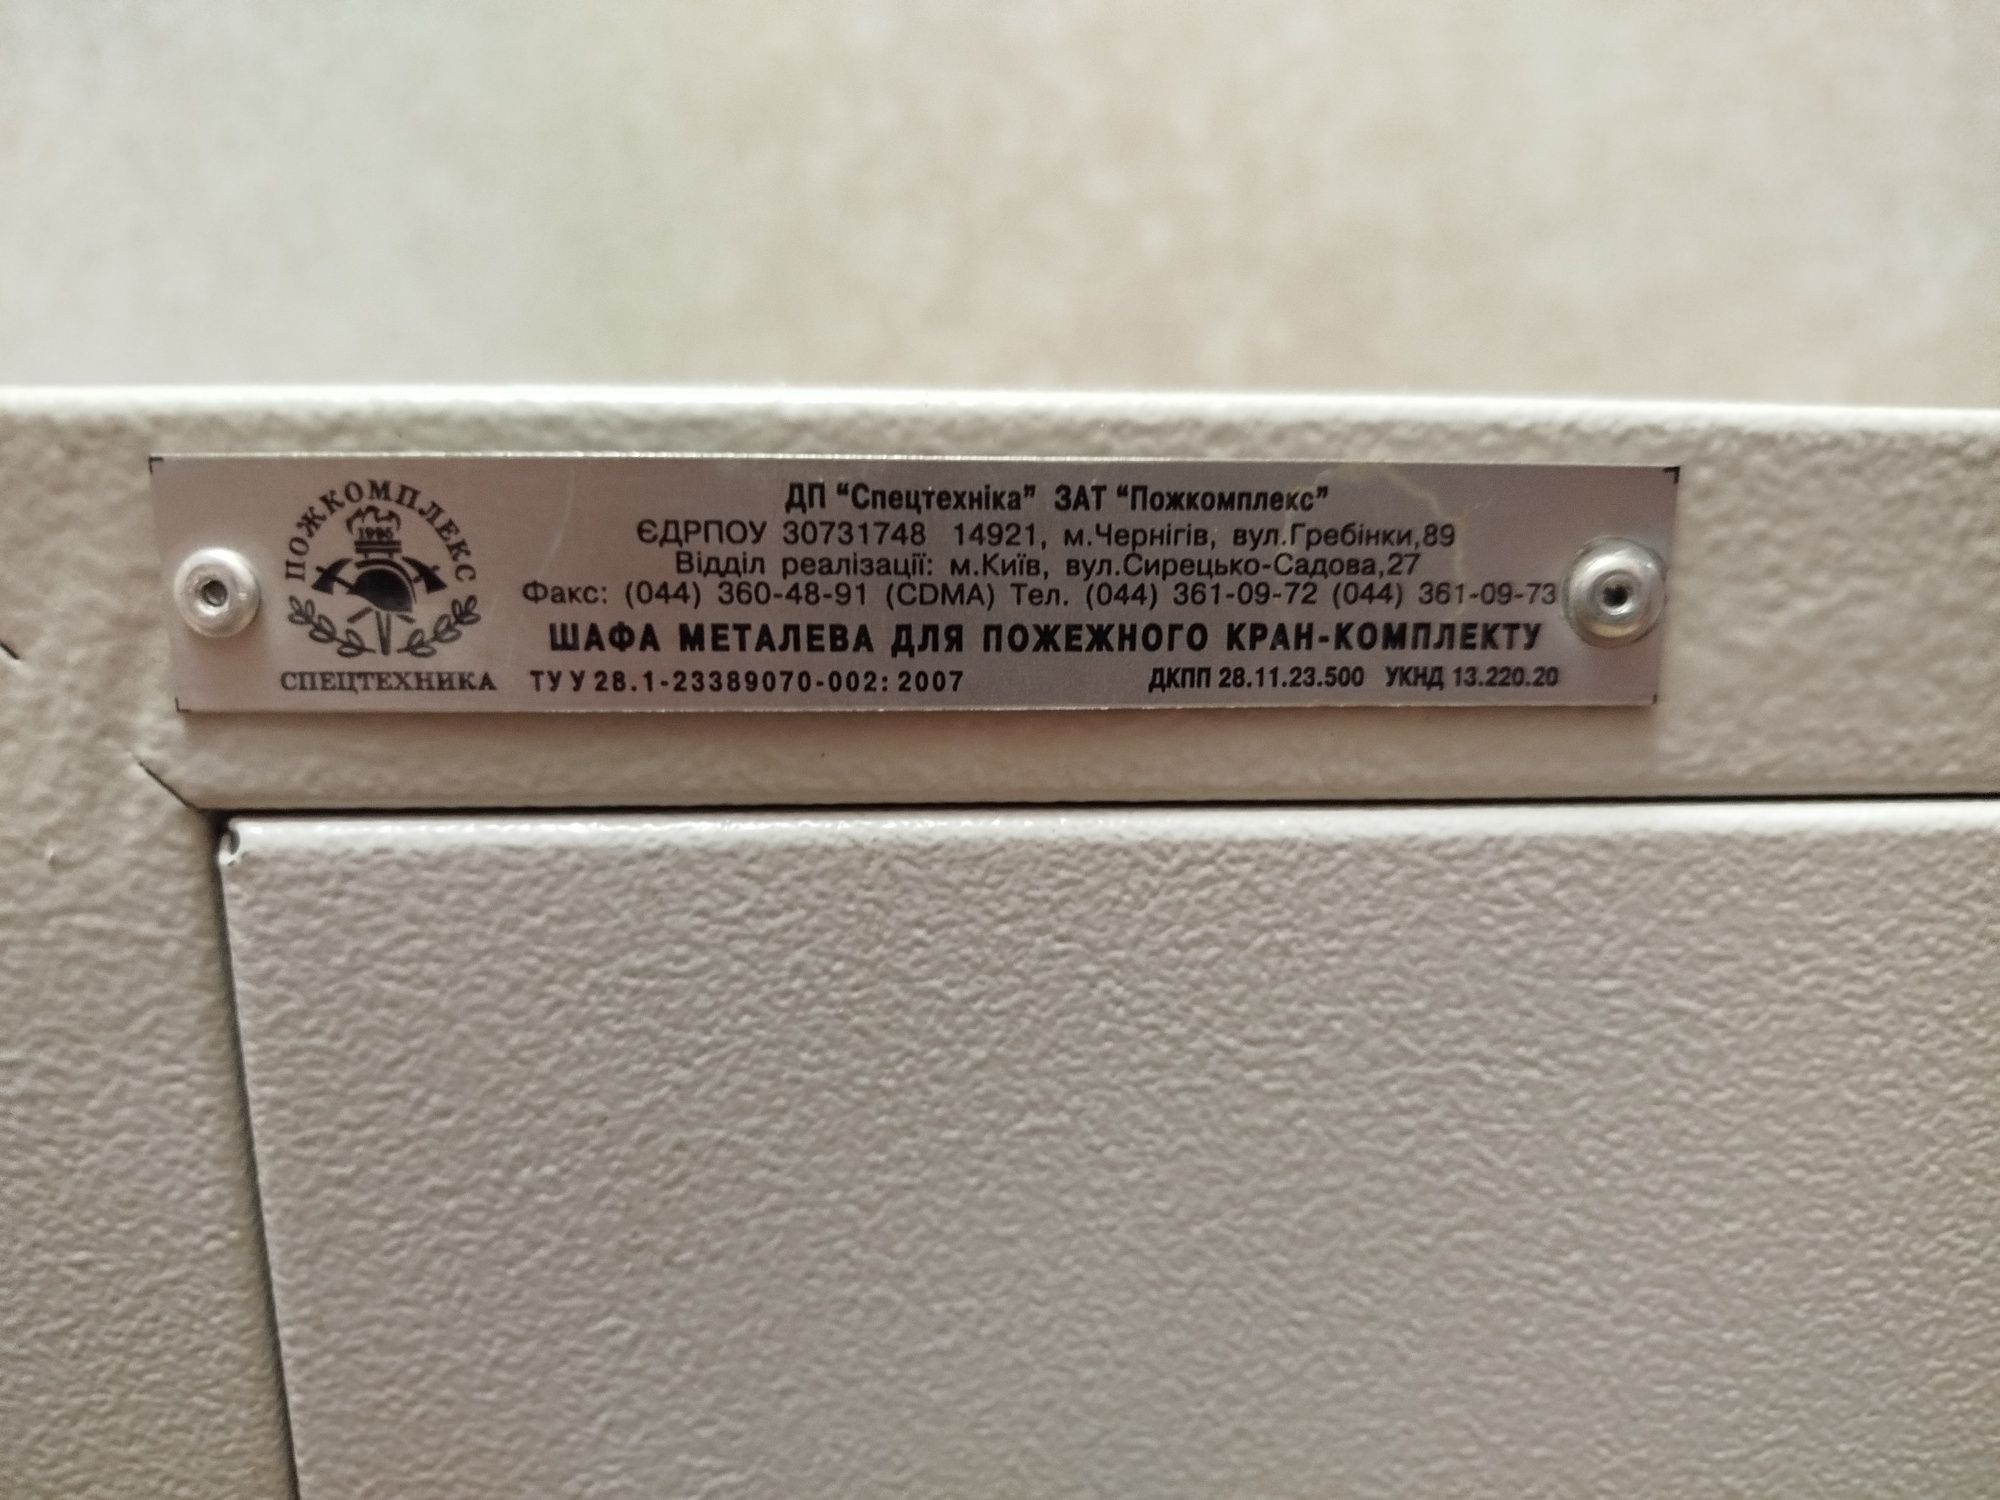 ПОЖКОМПЛЕКС
1995
СПЕЦТЕХНИКА
ДП “Спецтехніка” ЗАТ “Пожкомплекс”
ЄДРПОУ 30731748 14921, м.Чернігів, вул.Гребінки,89
Відділ реалізації: м.Київ, вул.Сирецько-Садова,27
Факс: (044) 360-48-91 (CDMA) Тел. (044) 361-09-72 (044) 361-09-73
ШАФА МЕТАЛЕВА ДЛЯ ПОЖЕЖНОГО КРАН-КОМПЛЕКТУ
ТУ У 28.1-23389070-002: 2007 ДКПП 28.11.23.500 УКНД 13.220.20